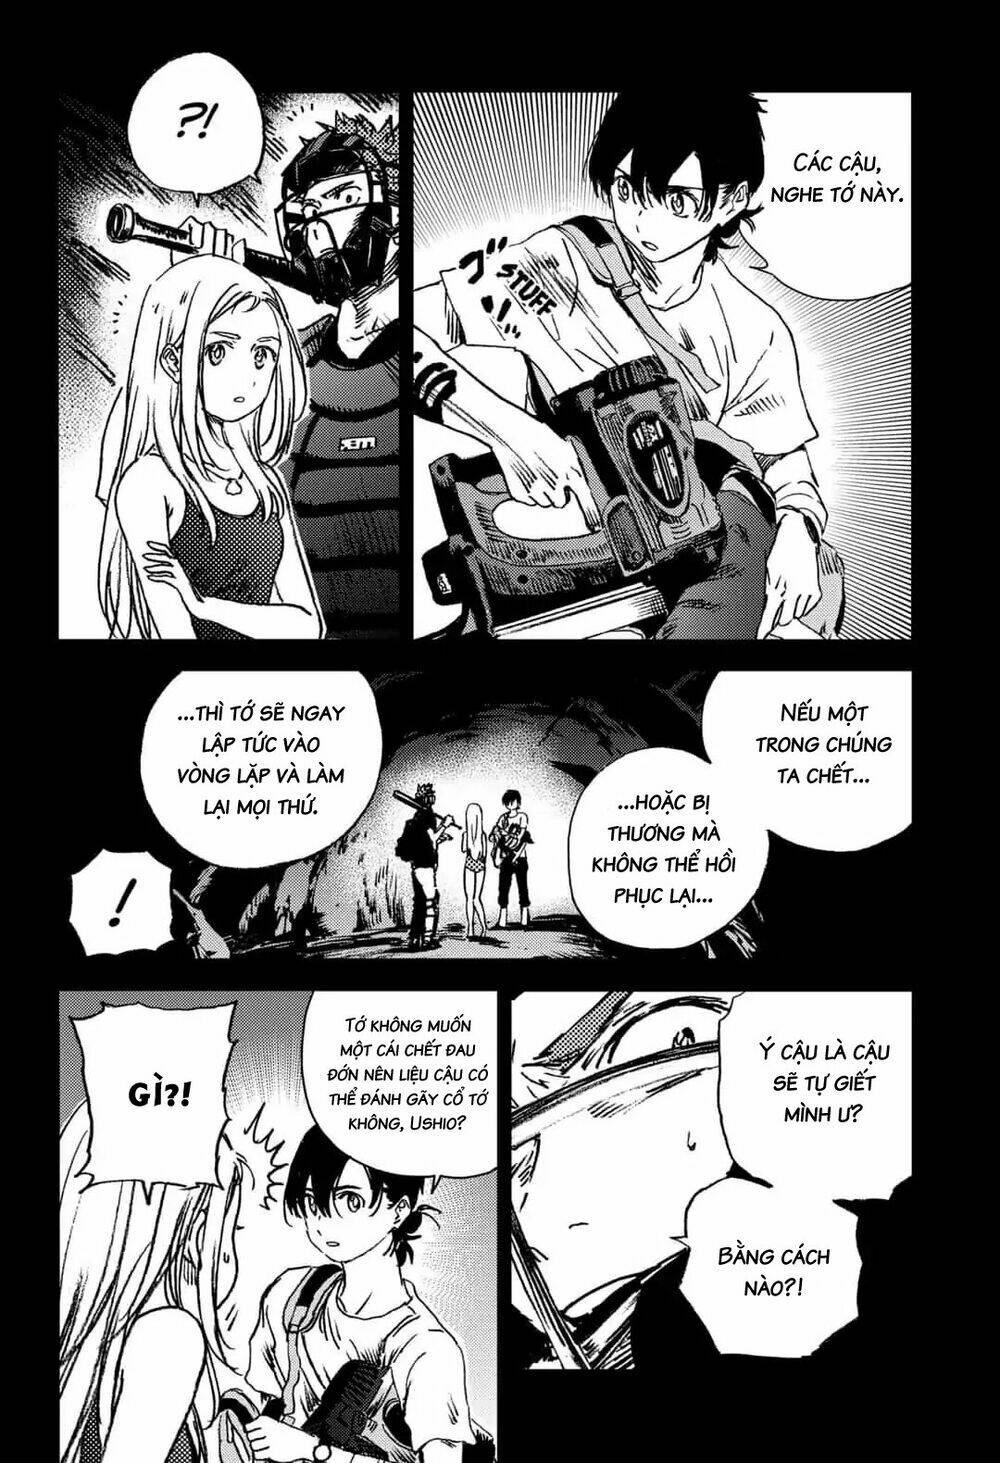 CÁC CẬU,
NGHE TỚ NÀY.
STUFF
?!
NẾU MỘT
TRONG CHÚNG
TA CHẾT...
...HOẶC BỊ
THƯƠNG MÀ
KHÔNG THỂ HỒI
PHỤC LẠI...
...THÌ TỚ SẼ NGAY
LẬP TỨC VÀO
VÒNG LẶP VÀ LÀM
LẠI MỌI THỨ.
!
Ý CẬU LÀ CẬU
SẼ TỰ GIẾT
MÌNH Ư?
BẰNG CÁCH
NÀO?!
TỚ KHÔNG MUỐN
MỘT CÁI CHẾT ĐAU
ĐỚN NÊN LIỆU CẬU CÓ
THỂ ĐÁNH GÃY CỔ TỚ
KHÔNG, USHIO?
GÌ?!